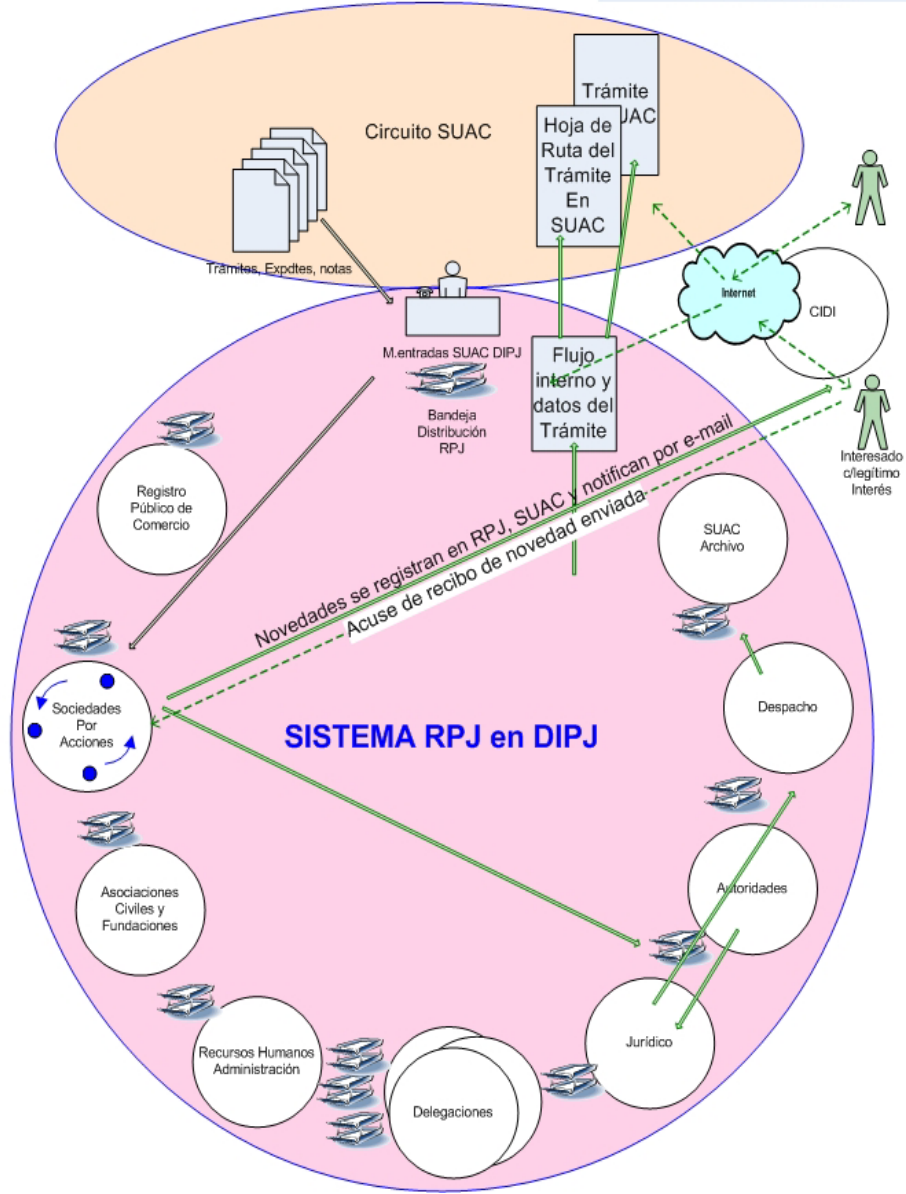 Circuito SUAC
Trámite
UAC
Hoja de
Ruta del
Trámite
En
SUAC
Trámites, Expdtes, notas
Internet
CIDI
M.entradas SUAC DIPJ
Bandeja
Distribución
RPJ
Flujo
interno y
datos del
Trámite
Interesado
c/legítimo
Interés
Registro
Público de
Comercio
Novedades se registran en RPJ, SUAC y notifican por e-mail
Acuse de recibo de novedad enviada
SUAC
Archivo
Sociedades
Por
Acciones
SISTEMA RPJ en DIPJ
Despacho
Asociaciones
Civiles y
Fundaciones
Autoridades
Recursos Humanos
Administración
Delegaciones
Jurídico